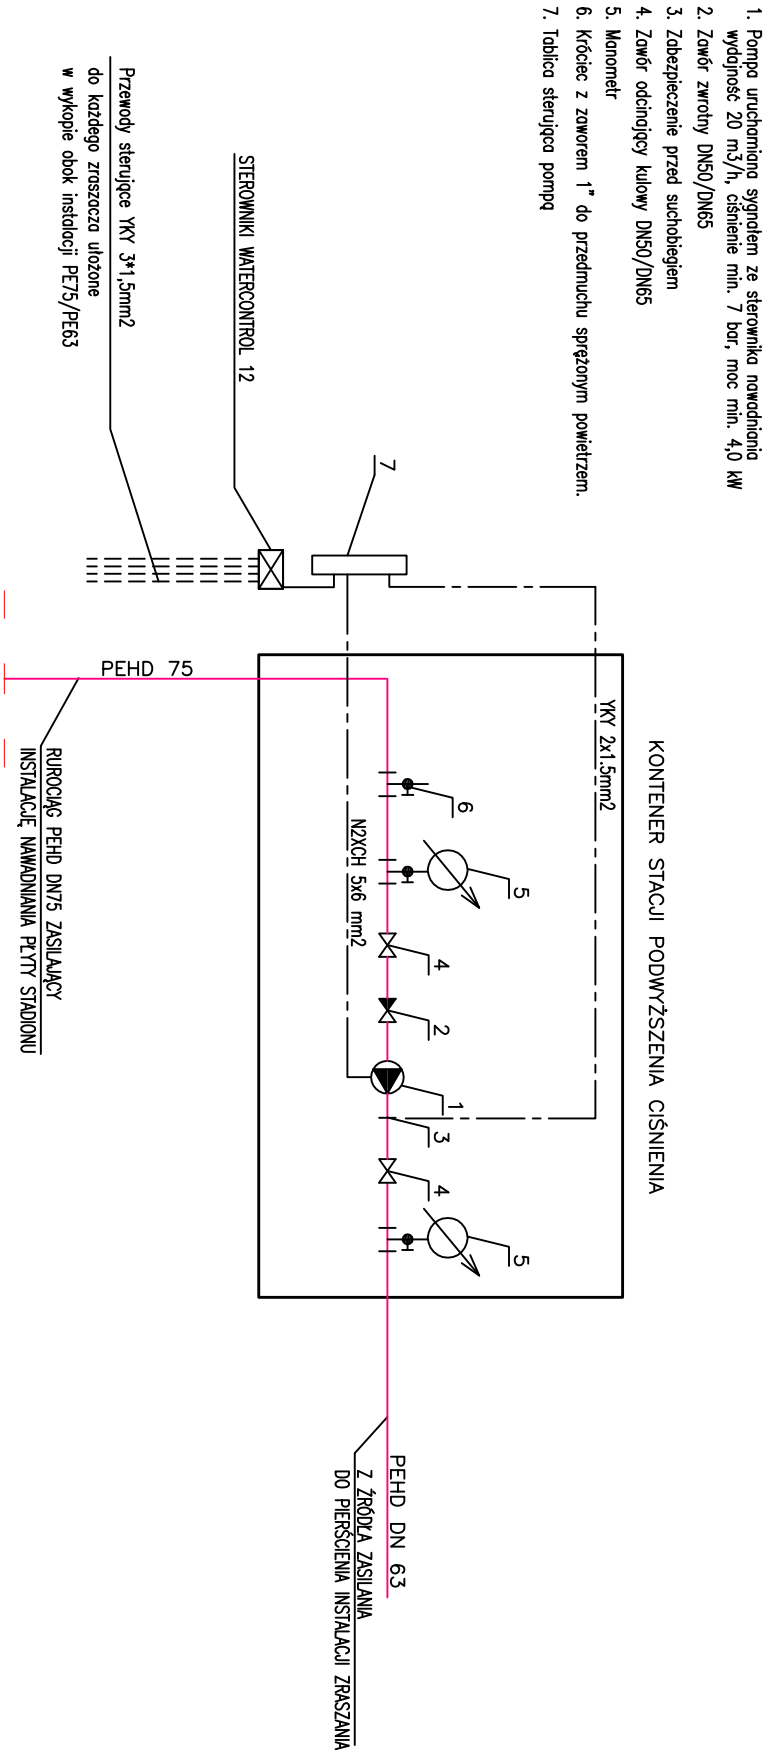 1. Pompa uruchamiana sygnałem ze sterownika nawadniania
wydajność 20 m3/h, ciśnienie min. 7 bar, moc min. 4,0 kW
2. Zawór zwrotny DN50/DN65
3. Zabezpieczenie przed suchobiegiem
4. Zawór odcinający kulowy DN50/DN65
5. Manometr
6. Króciec z zaworem 1" do przedmuchu sprężonym powietrzem.
7. Tablica sterująca pompą
KONTENER STACJI PODWYŻSZENIA CIŚNIENIA
YKY 2x1.5mm2
7
6
5
4
2
1
3
4
5
N2XCH 5x6 mm2
STEROWNIKI WATERCONTROL 12
Przewody sterujące YKY 3*1,5mm2
do każdego zraszacza ułożone
w wykopie obok instalacji PE75/PE63
PEHD 75
RUROCIĄG PEHD DN75 ZASILAJĄCY
INSTALACJĘ NAWADNIANIA PŁYTY STADIONU
PEHD DN 63
Z ŹRÓDŁA ZASILANIA
DO PIERŚCIENIA INSTALACJI ZRASZANIA